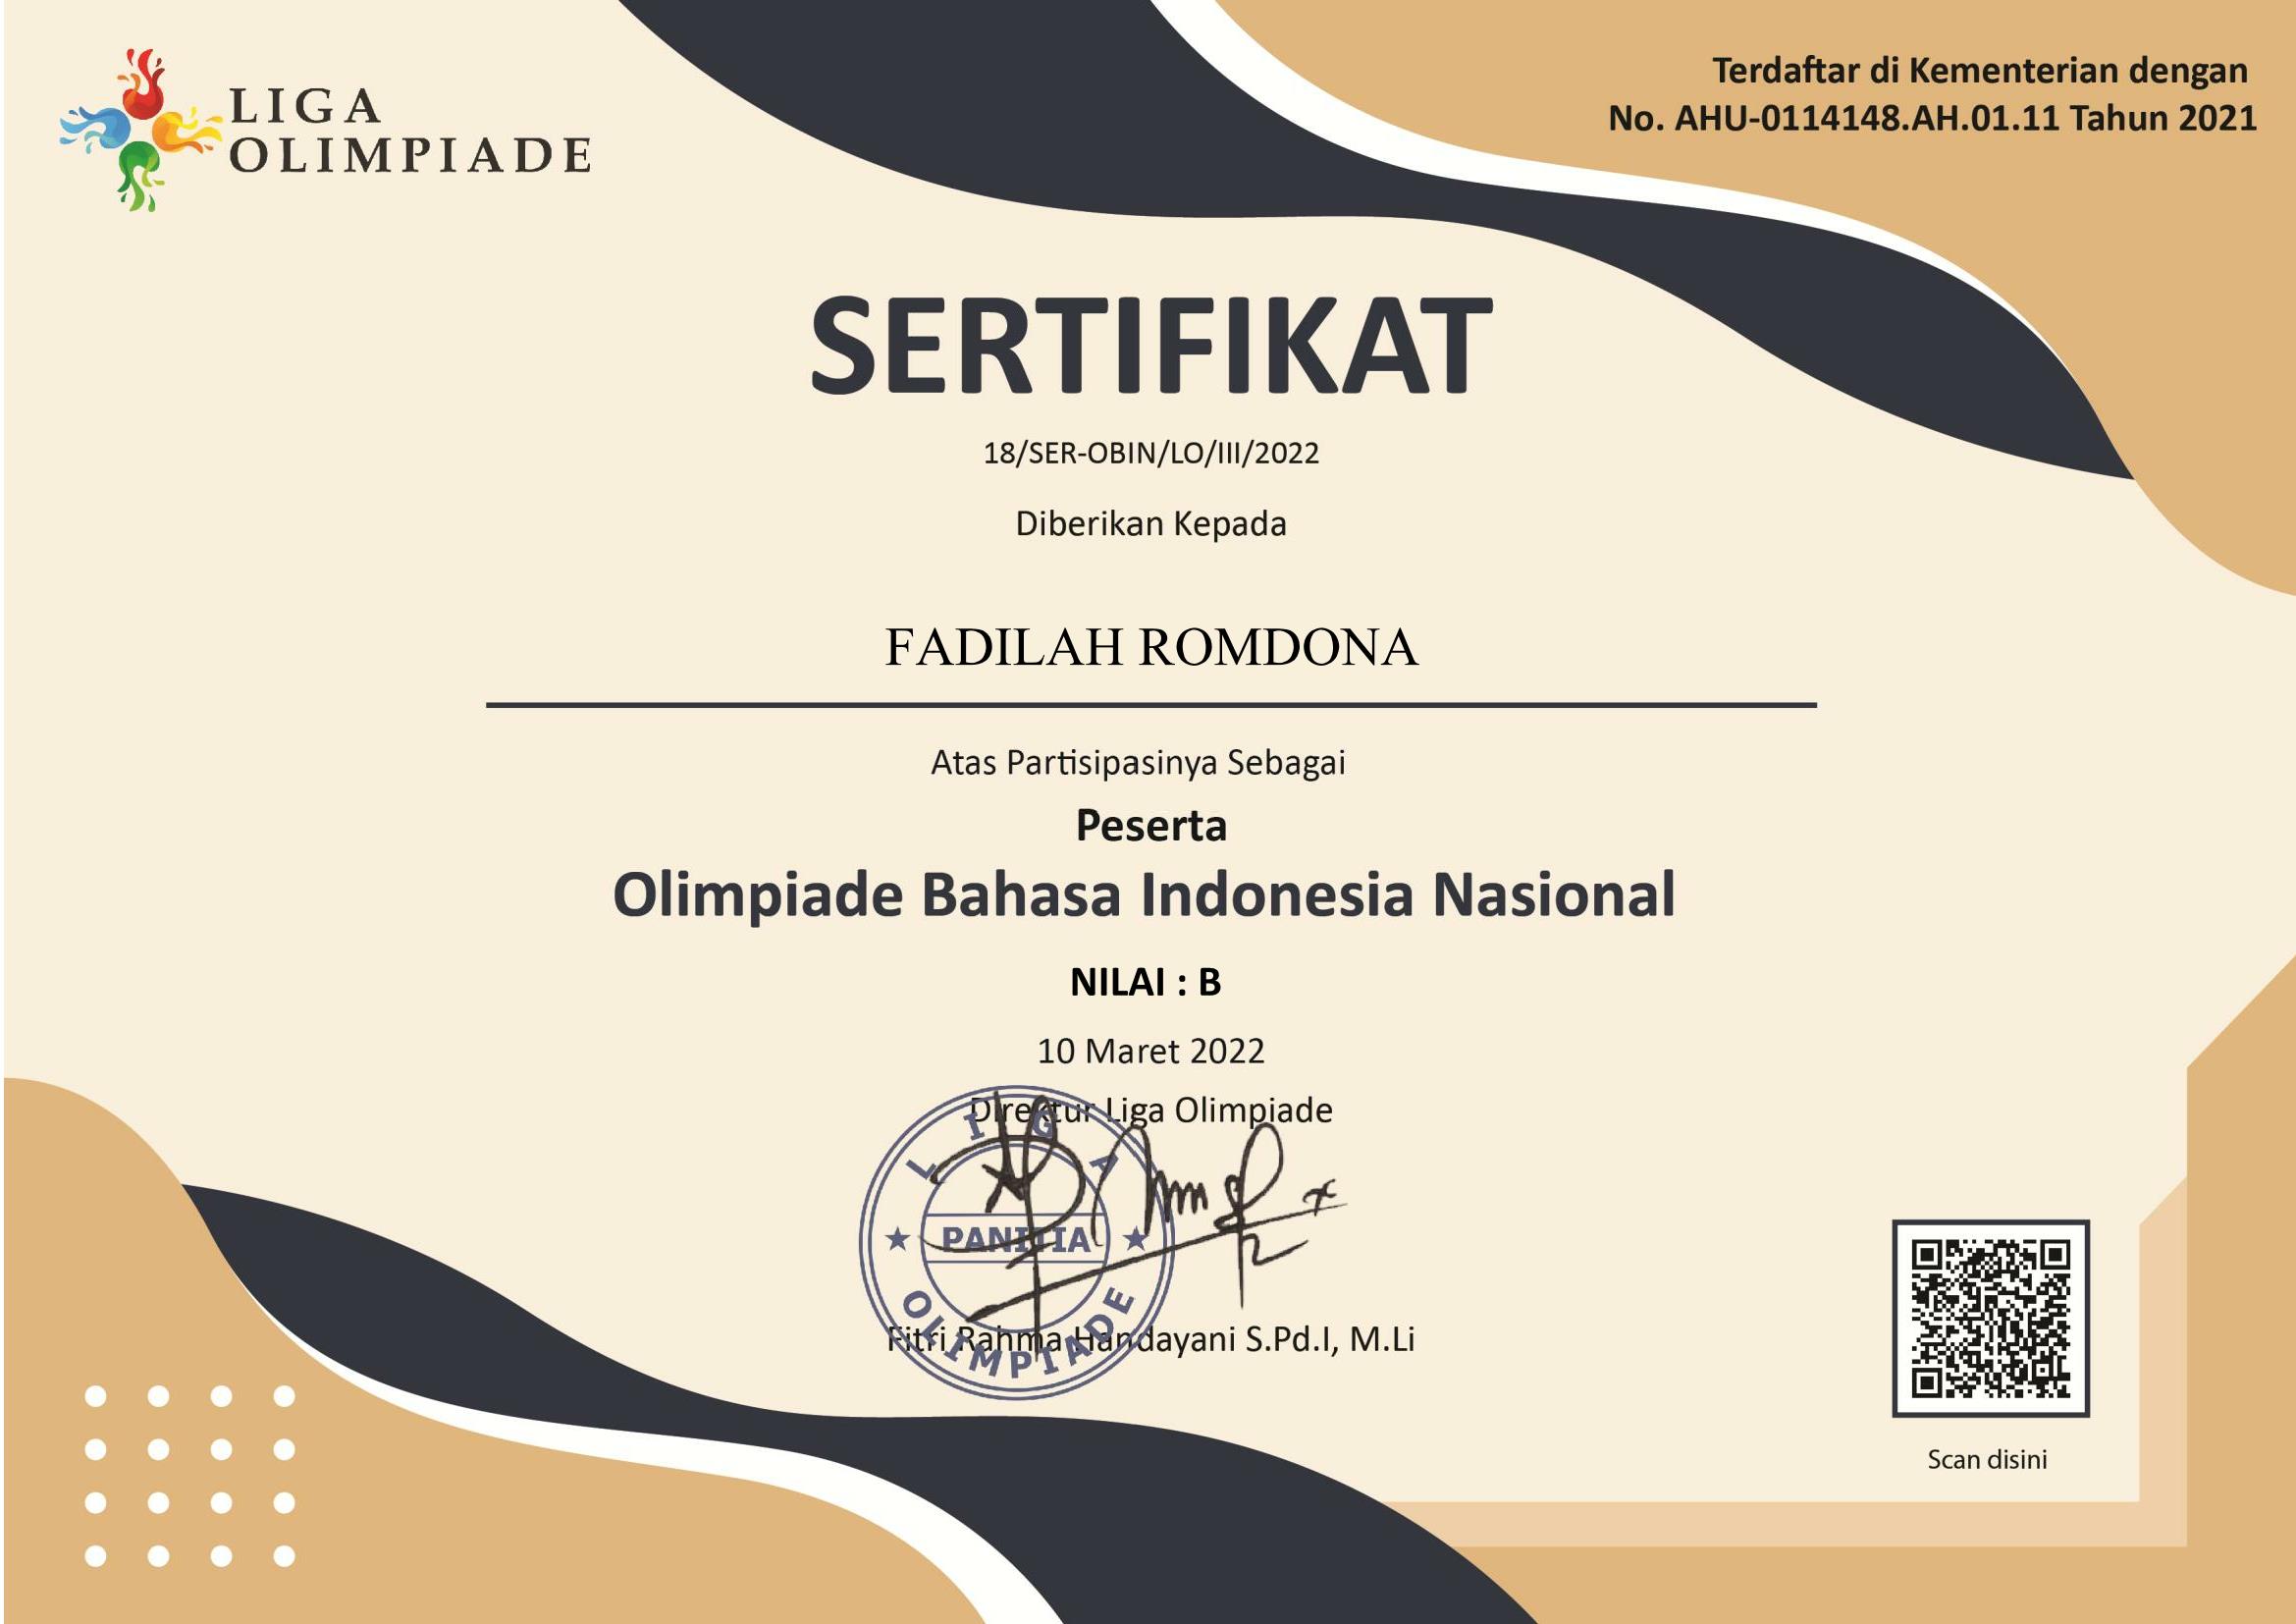 LIGA
OLIMPIADE
Terdaftar di Kementerian dengan
No. AHU-0114148.AH.01.11 Tahun 2021
SERTIFIKAT
18/SER-OBIN/LO/III/2022
Diberikan Kepada
FADILAH ROMDONA
Atas Partisipasinya Sebagai
Peserta
Olimpiade Bahasa Indonesia Nasional
NILAI : B
10 Maret 2022
Direktur Liga Olimpiade
LIGA
PANITIA
OLIMPIADE
Fitri Rahma Handayani S.Pd.I, M.Li
Scan disini